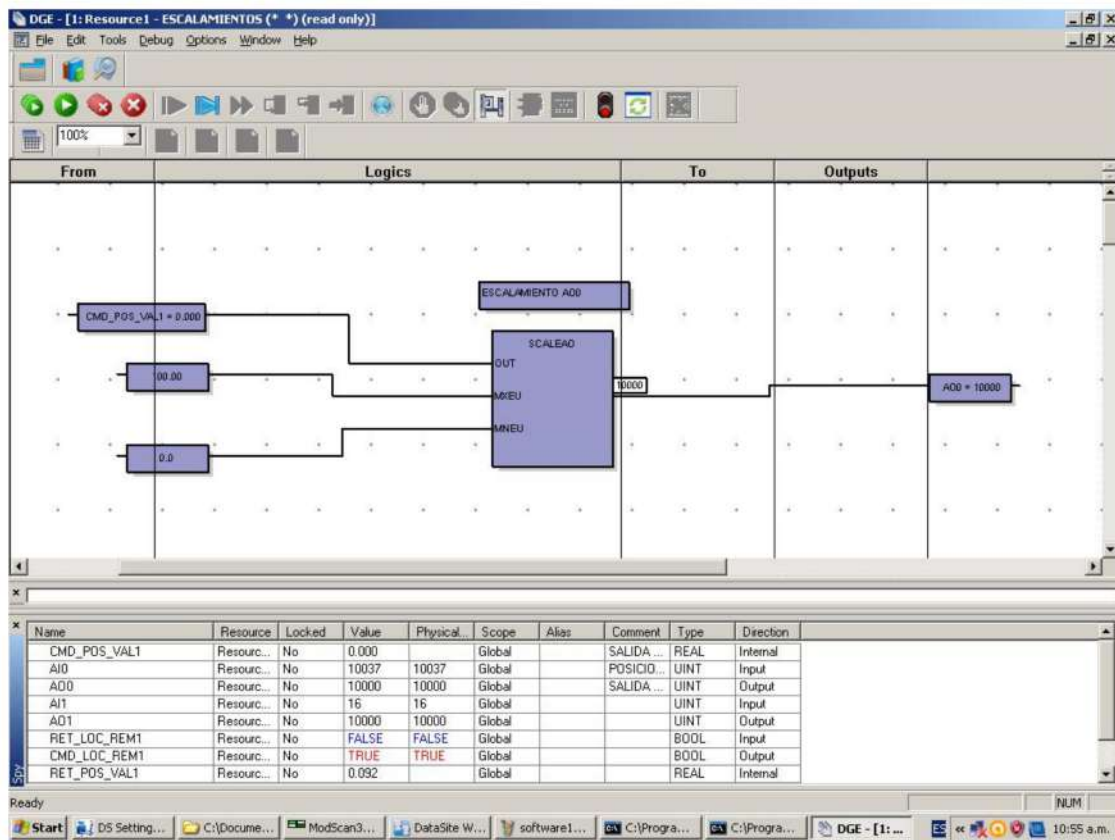 DGE - [1: Resource1 - ESCALAMIENTOS (* *) (read only)]
File Edit Tools Debug Options Window Help
100%
From Logics To Outputs
ESCALAMIENTO AO0
CMD_POS_VAL1 = 0.000
SCALEAO
OUT
100.00
10000
AO0 = 10000
MXEU
MNEU
0.0
Name Resource Locked Value Physical... Scope Alias Comment Type Direction
CMD_POS_VAL1 Resourc... No 0.000 Global SALIDA ... REAL Internal
AI0 Resourc... No 10037 10037 Global POSICIO... UINT Input
AO0 Resourc... No 10000 10000 Global SALIDA ... UINT Output
AI1 Resourc... No 16 16 Global UINT Input
AO1 Resourc... No 10000 10000 Global UINT Output
RET_LOC_REM1 Resourc... No FALSE FALSE Global BOOL Input
CMD_LOC_REM1 Resourc... No TRUE TRUE Global BOOL Output
RET_POS_VAL1 Resourc... No 0.092 Global REAL Internal
Spy
Ready NUM
Start DS Setting... C:\Docume... ModScan3... DataSite W... software1... C:\Progra... C:\Progra... DGE - [1: ... ES 10:55 a.m.